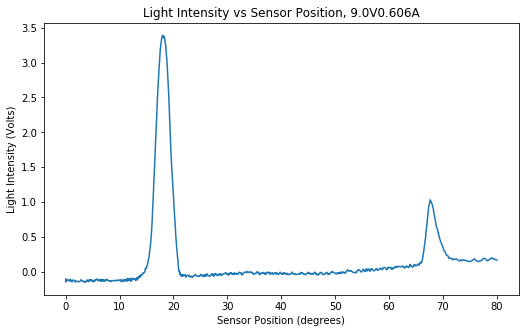 Light Intensity vs Sensor Position, 9.0V0.606A
3.5
3.0
2.5
2.0
1.5
1.0
0.5
0.0
Light Intensity (Volts)
0 10 20 30 40 50 60 70 80
Sensor Position (degrees)